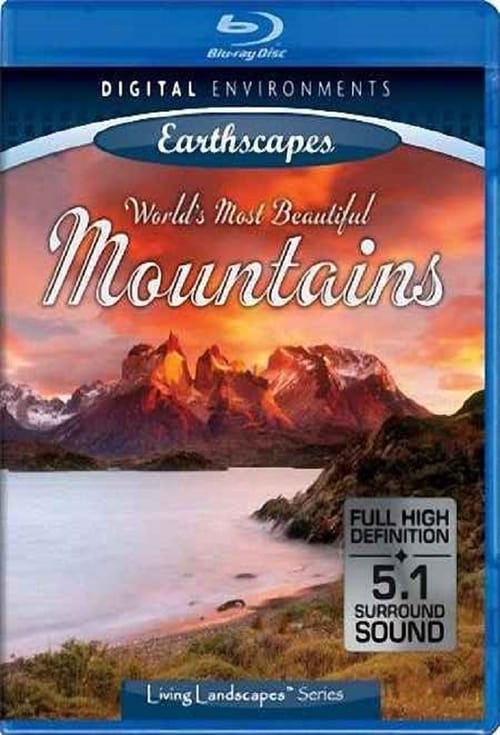 Blu-ray Disc
DIGITAL ENVIRONMENTS
Earthscapes
World's Most Beautiful
Mountains
FULL HIGH
DEFINITION
5.1
SURROUND
SOUND
Living Landscapes™ Series